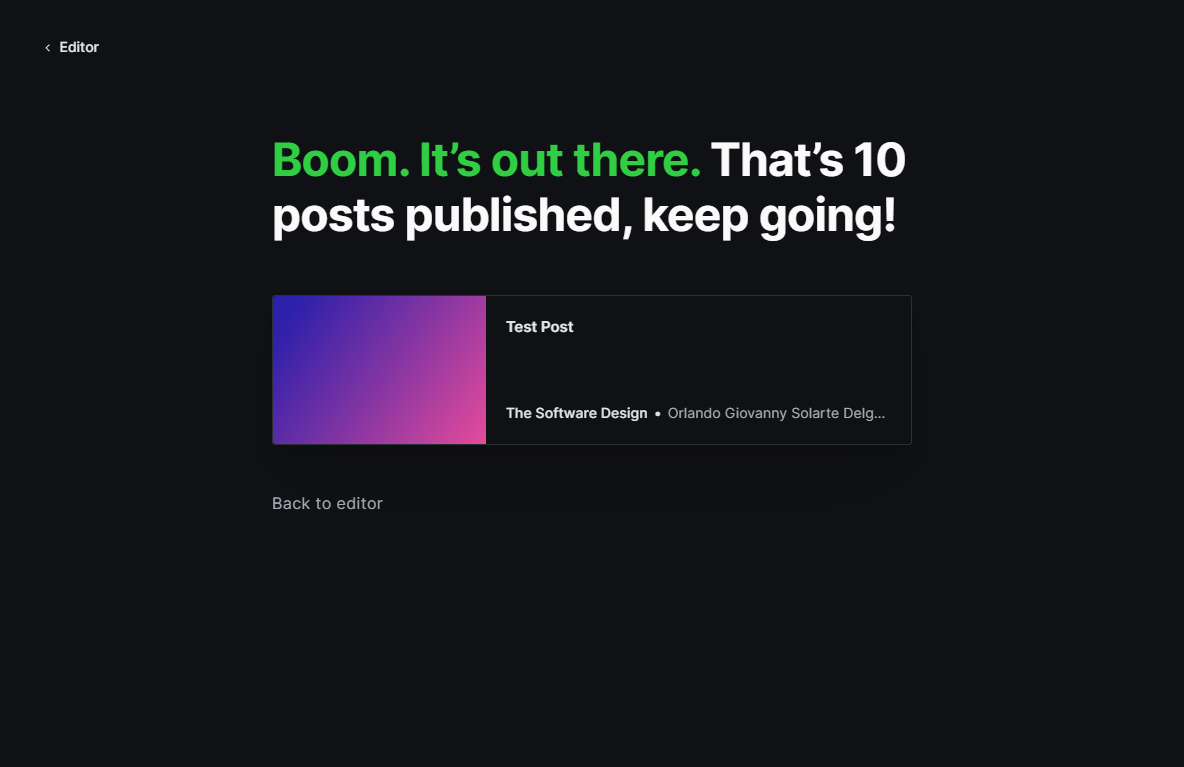 Editor
Boom. It’s out there. That’s 10
posts published, keep going!
Test Post
The Software Design • Orlando Giovanny Solarte Delg...
Back to editor